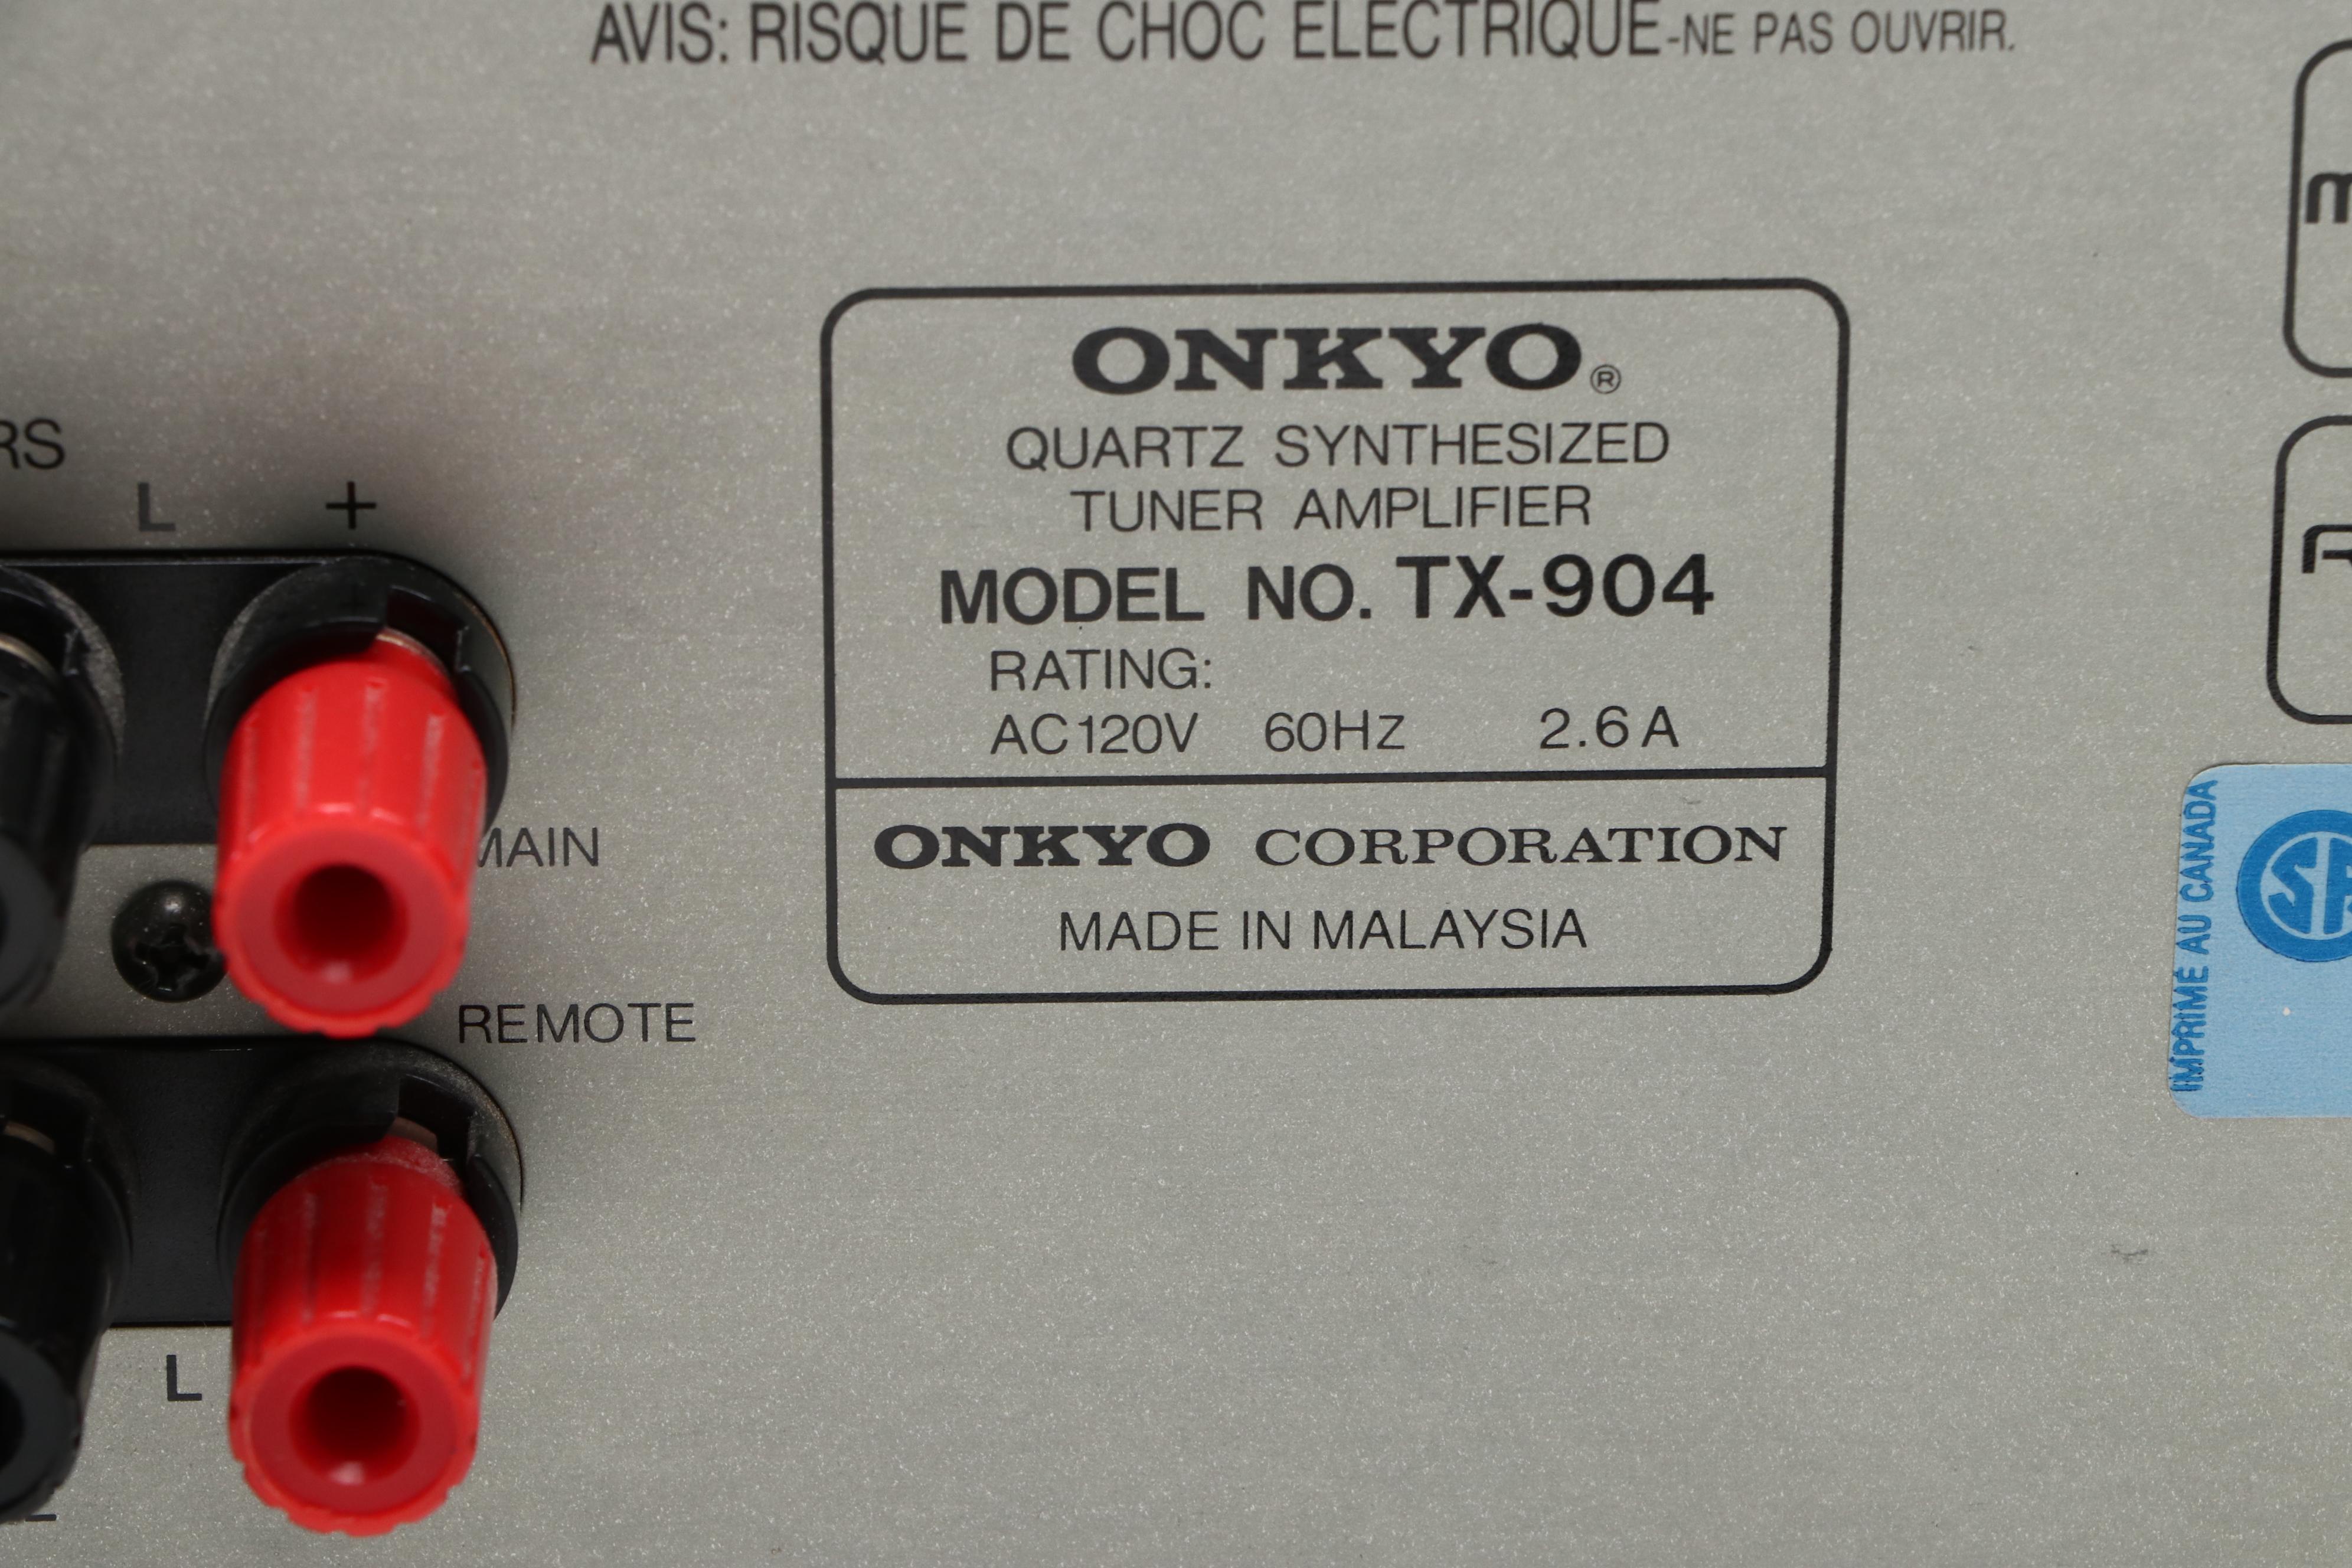 AVIS: RISQUE DE CHOC ELECTRIQUE-NE PAS OUVRIR.
ONKYO®
QUARTZ SYNTHESIZED
TUNER AMPLIFIER
MODEL NO. TX-904
RATING:
AC120V 60Hz 2.6A
ONKYO CORPORATION
MADE IN MALAYSIA
RS
L +
MAIN
REMOTE
L
IMPRIMÉ AU CANADA